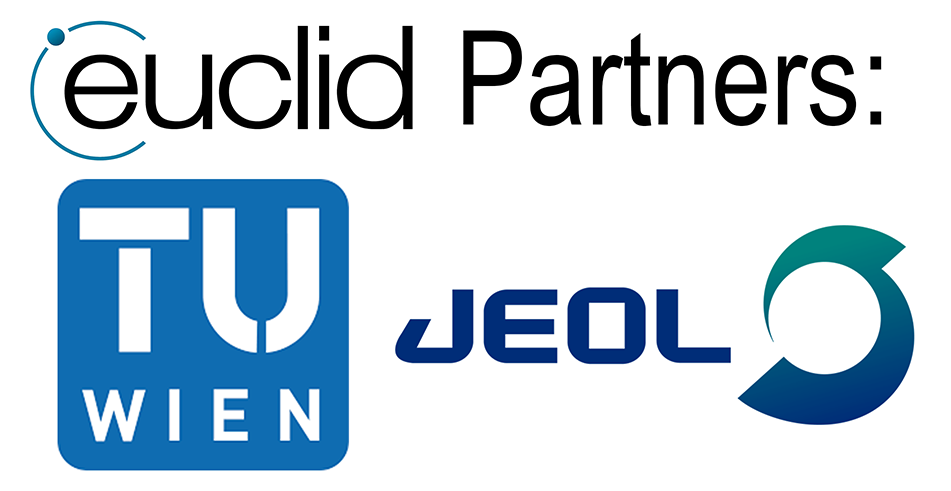 euclid Partners:
TU
WIEN
JEOL